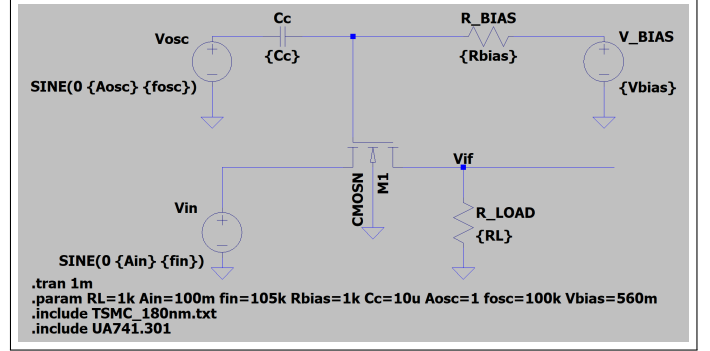 Cc
R_BIAS
Vosc
V_BIAS
{Cc}
{Rbias}
SINE(0 {Aosc} {fosc})
{Vbias}
Vif
CMOSN
M1
Vin
R_LOAD
{RL}
SINE(0 {Ain} {fin})
.tran 1m
.param RL=1k Ain=100m fin=105k Rbias=1k Cc=10u Aosc=1 fosc=100k Vbias=560m
.include TSMC_180nm.txt
.include UA741.301